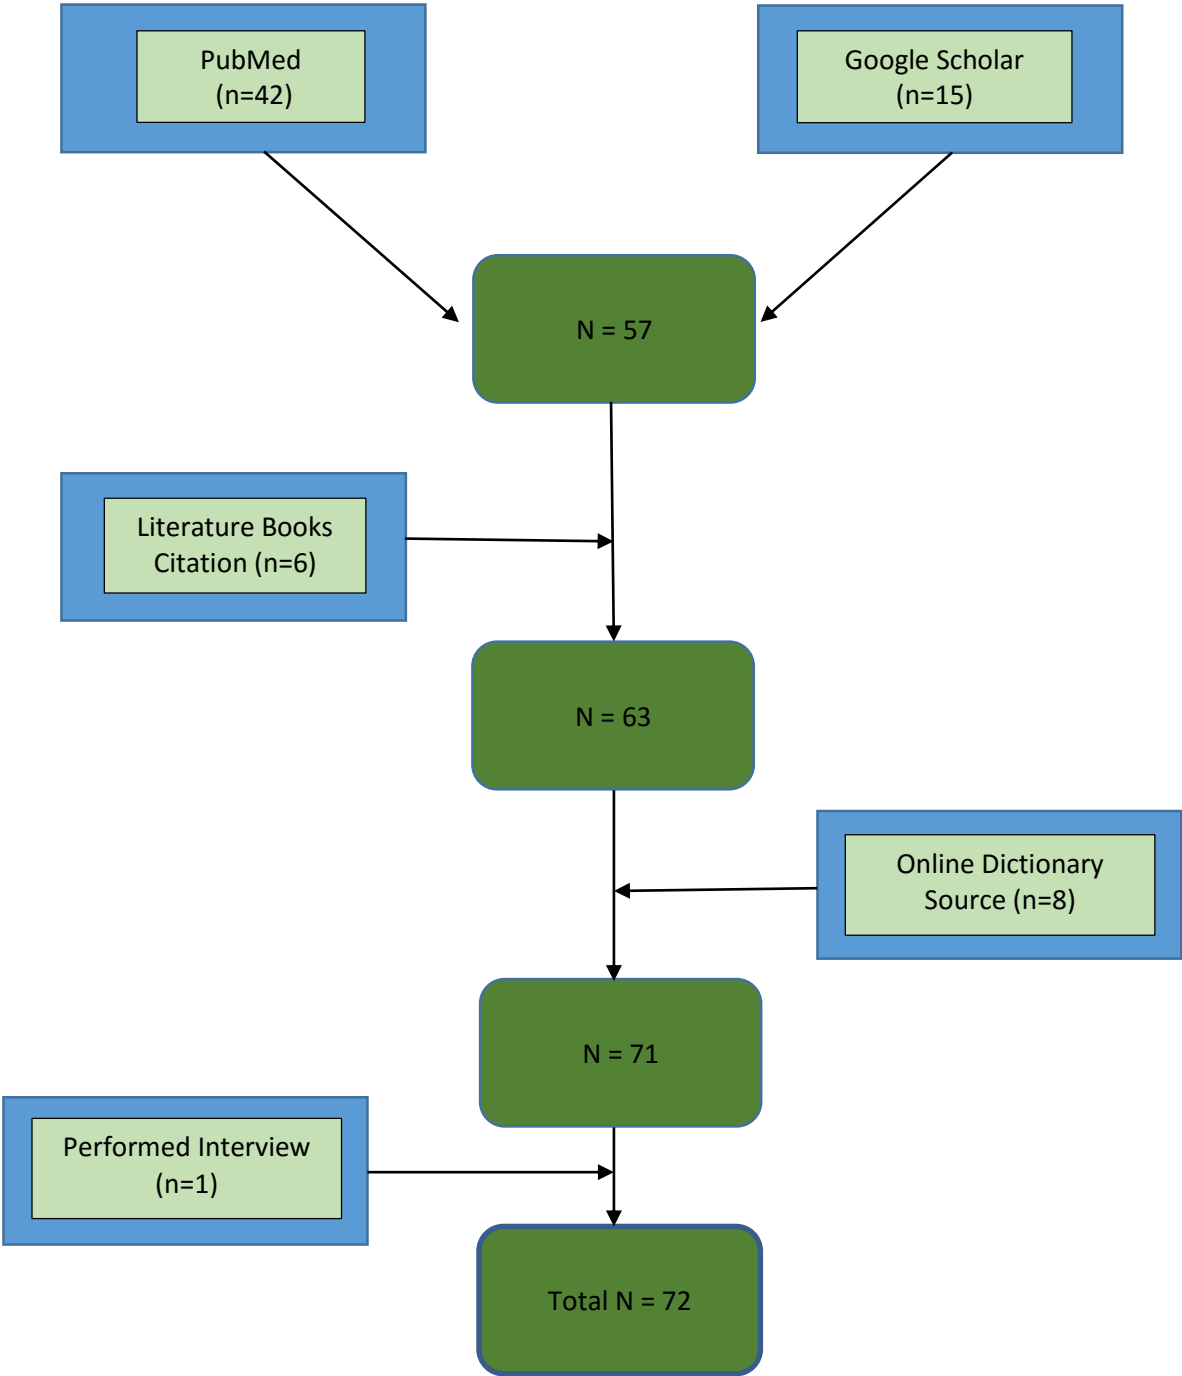 PubMed
(n=42)
Google Scholar
(n=15)
N = 57
Literature Books
Citation (n=6)
N = 63
Online Dictionary
Source (n=8)
N = 71
Performed Interview
(n=1)
Total N = 72